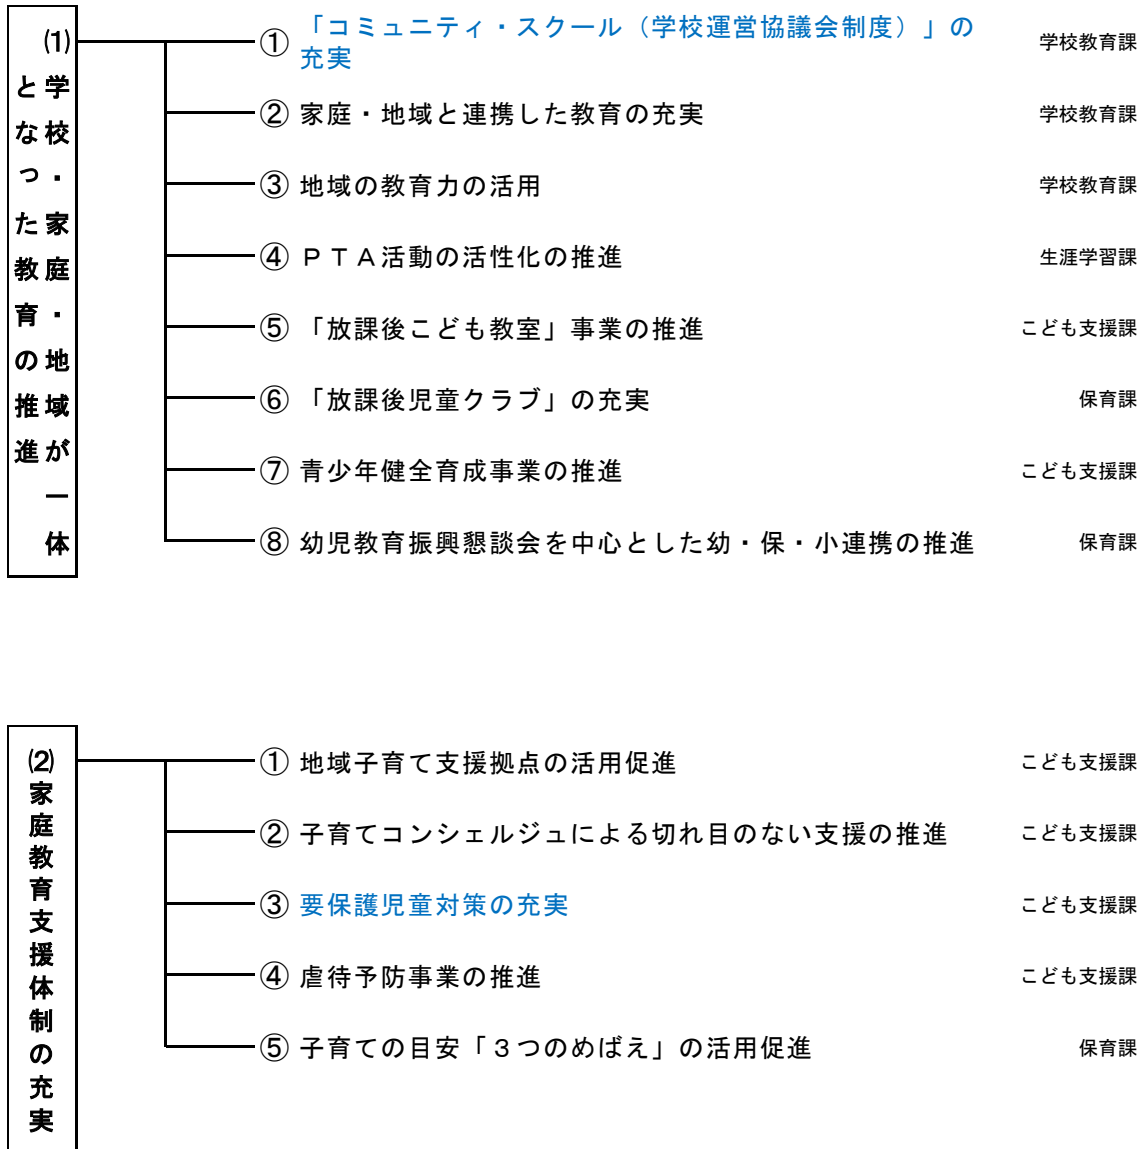 ⑴学校・家庭・地域が一体
となった教育の推進
① 「コミュニティ・スクール（学校運営協議会制度）」の
充実
学校教育課
② 家庭・地域と連携した教育の充実
学校教育課
③ 地域の教育力の活用
学校教育課
④ ＰＴＡ活動の活性化の推進
生涯学習課
⑤ 「放課後こども教室」事業の推進
こども支援課
⑥ 「放課後児童クラブ」の充実
保育課
⑦ 青少年健全育成事業の推進
こども支援課
⑧ 幼児教育振興懇談会を中心とした幼・保・小連携の推進
保育課
⑵家庭教育支援体制の充実
① 地域子育て支援拠点の活用促進
こども支援課
② 子育てコンシェルジュによる切れ目のない支援の推進
こども支援課
③ 要保護児童対策の充実
こども支援課
④ 虐待予防事業の推進
こども支援課
⑤ 子育ての目安「３つのめばえ」の活用促進
保育課